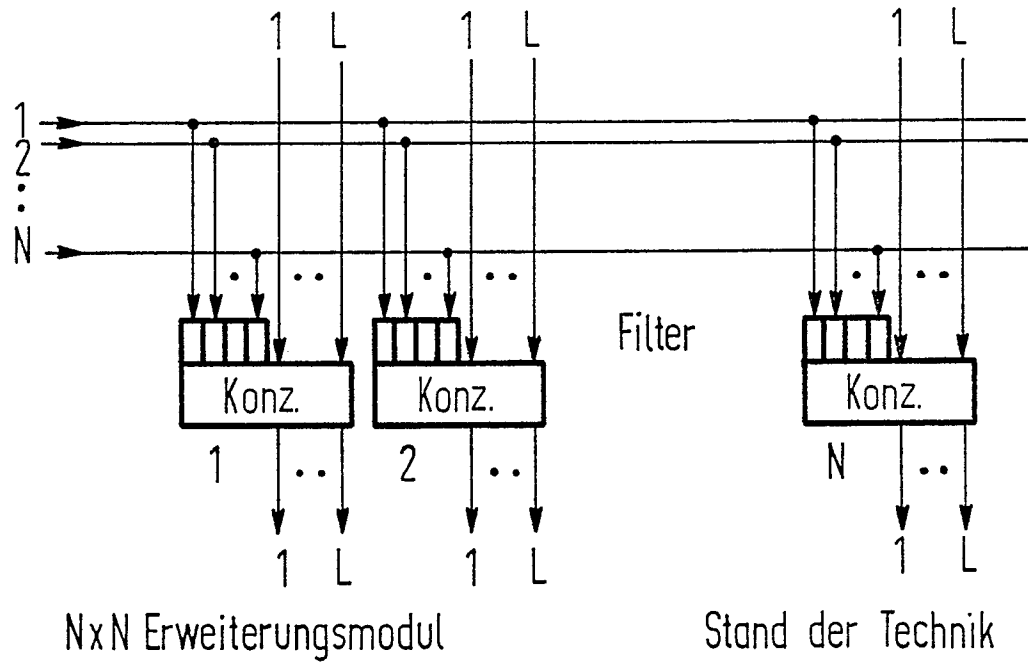 1 L 1 L 1 L
1
2
N
Filter
Konz. Konz. Konz.
1 2 N
1 L 1 L 1 L
NxN Erweiterungsmodul Stand der Technik